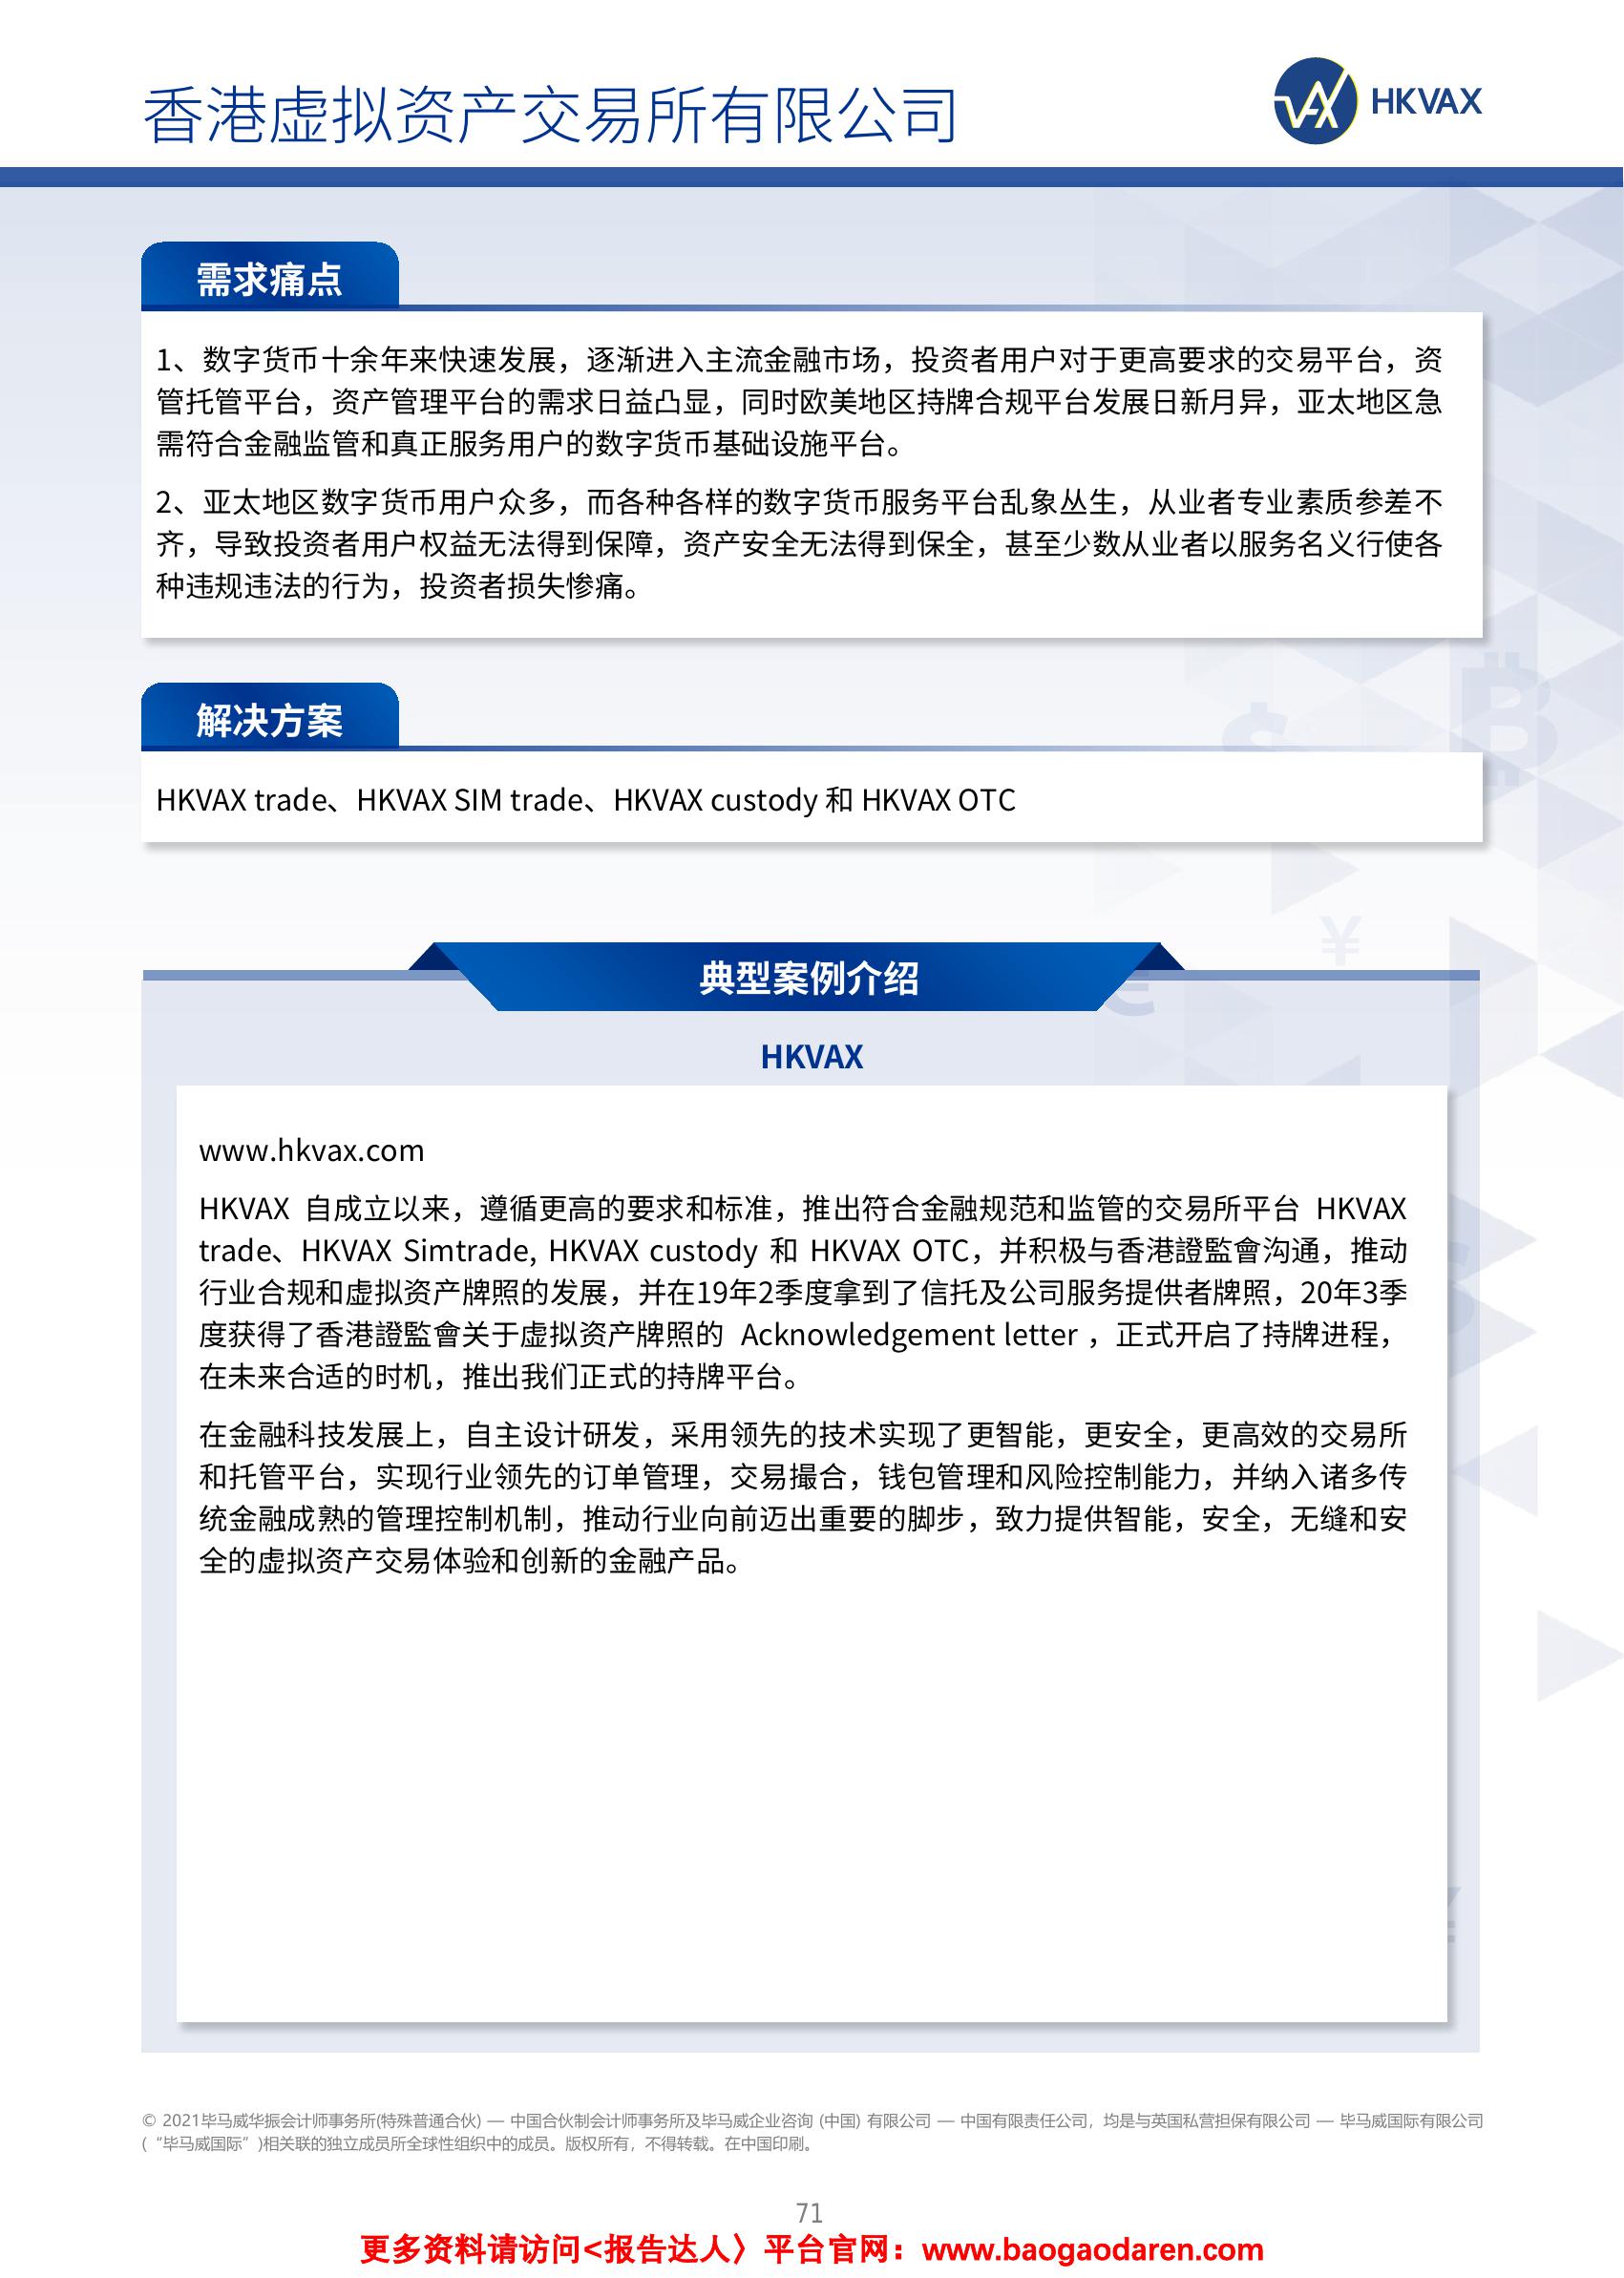 香港虚拟资产交易所有限公司
HKVAX
需求痛点
1、数字货币十余年来快速发展，逐渐进入主流金融市场，投资者用户对于更高要求的交易平台，资
管托管平台，资产管理平台的需求日益凸显，同时欧美地区持牌合规平台发展日新月异，亚太地区急
需符合金融监管和真正服务用户的数字货币基础设施平台。
2、亚太地区数字货币用户众多，而各种各样的数字货币服务平台乱象丛生，从业者专业素质参差不
齐，导致投资者用户权益无法得到保障，资产安全无法得到保全，甚至少数从业者以服务名义行使各
种违规违法的行为，投资者损失惨痛。
解决方案
HKVAX trade、HKVAX SIM trade、HKVAX custody 和 HKVAX OTC
典型案例介绍
HKVAX
www.hkvax.com
HKVAX 自成立以来，遵循更高的要求和标准，推出符合金融规范和监管的交易所平台 HKVAX
trade、HKVAX Simtrade, HKVAX custody 和 HKVAX OTC，并积极与香港證監會沟通，推动
行业合规和虚拟资产牌照的发展，并在19年2季度拿到了信托及公司服务提供者牌照，20年3季
度获得了香港證監會关于虚拟资产牌照的 Acknowledgement letter ，正式开启了持牌进程，
在未来合适的时机，推出我们正式的持牌平台。
在金融科技发展上，自主设计研发，采用领先的技术实现了更智能，更安全，更高效的交易所
和托管平台，实现行业领先的订单管理，交易撮合，钱包管理和风险控制能力，并纳入诸多传
统金融成熟的管理控制机制，推动行业向前迈出重要的脚步，致力提供智能，安全，无缝和安
全的虚拟资产交易体验和创新的金融产品。
© 2021毕马威华振会计师事务所(特殊普通合伙) — 中国合伙制会计师事务所及毕马威企业咨询 (中国) 有限公司 — 中国有限责任公司，均是与英国私营担保有限公司 — 毕马威国际有限公司
(“毕马威国际”)相关联的独立成员所全球性组织中的成员。版权所有，不得转载。在中国印刷。
71
更多资料请访问<报告达人〉平台官网：www.baogaodaren.com